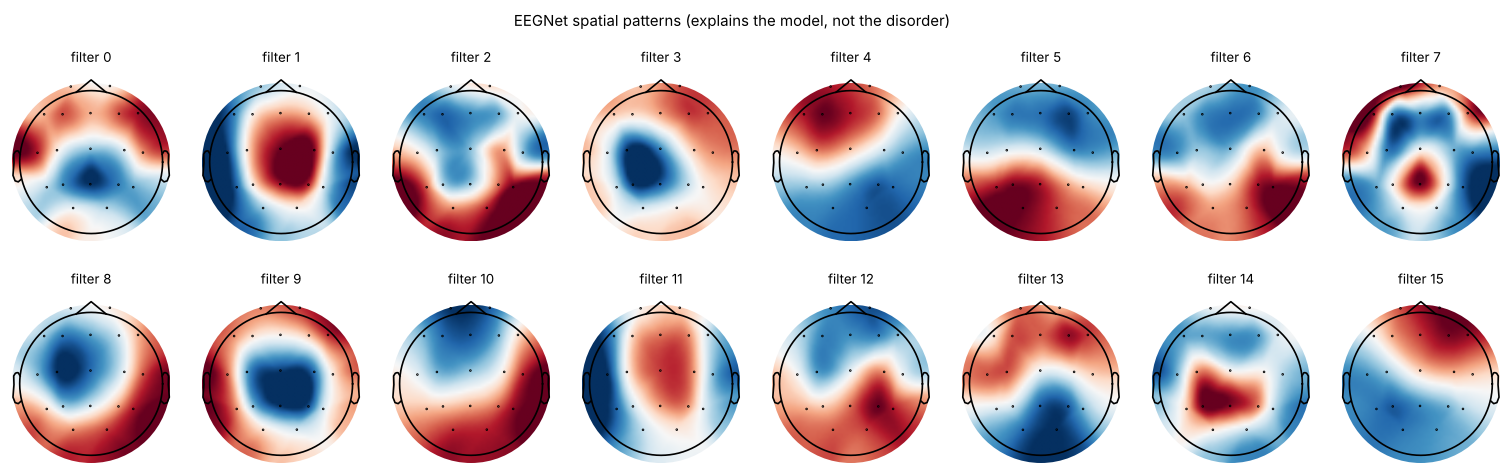 EEGNet spatial patterns (explains the model, not the disorder)
filter 0 filter 1 filter 2 filter 3 filter 4 filter 5 filter 6 filter 7
filter 8 filter 9 filter 10 filter 11 filter 12 filter 13 filter 14 filter 15